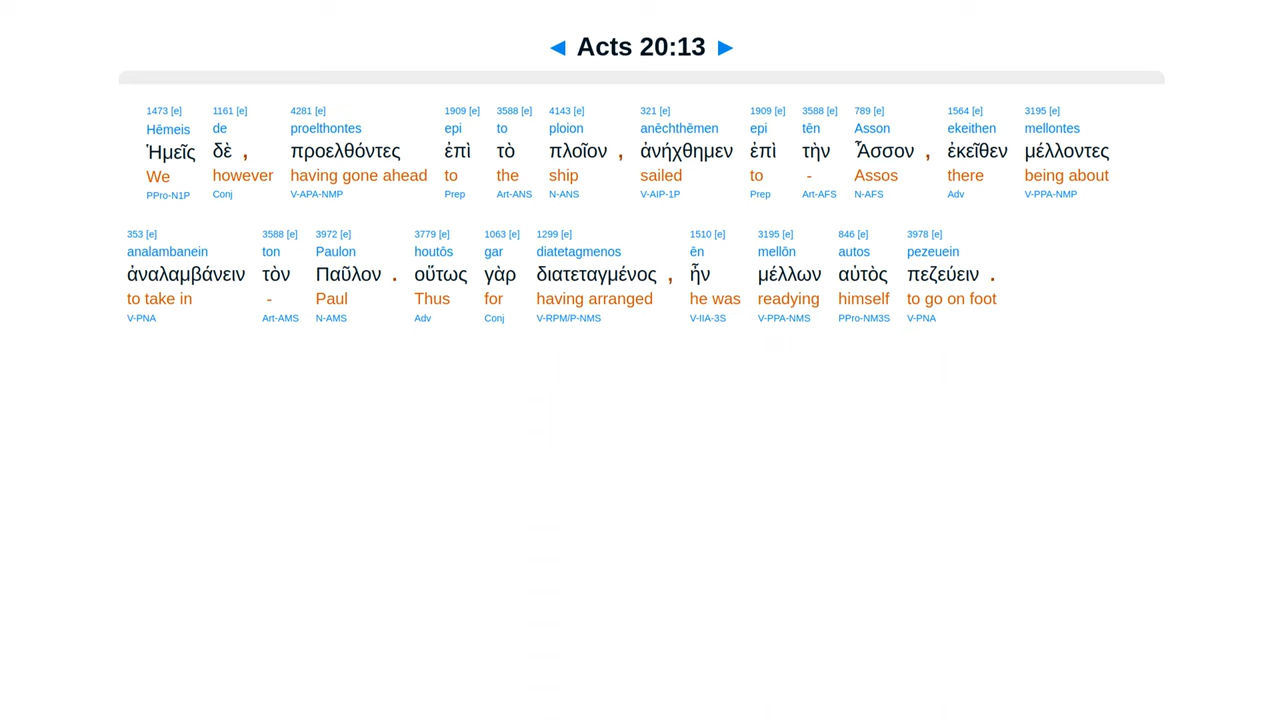 ◄ Acts 20:13 ►
1473 [e] 1161 [e] 4281 [e] 1909 [e] 3588 [e] 4143 [e] 321 [e] 1909 [e] 3588 [e] 789 [e] 1564 [e] 3195 [e]
Hēmeis de proelthontes epi to ploion anēchthēmen epi tēn Asson ekeithen mellontes
Ἡμεῖς δὲ , προελθόντες ἐπὶ τὸ πλοῖον , ἀνήχθημεν ἐπὶ τὴν Ἆσσον , ἐκεῖθεν μέλλοντες
We however having gone ahead to the ship sailed to - Assos there being about
PPro-N1P Conj V-APA-NMP Prep Art-ANS N-ANS V-AIP-1P Prep Art-AFS N-AFS Adv V-PPA-NMP
353 [e] 3588 [e] 3972 [e] 3779 [e] 1063 [e] 1299 [e] 1510 [e] 3195 [e] 846 [e] 3978 [e]
analambanein ton Paulon houtōs gar diatetagmenos ēn mellōn autos pezeuein
ἀναλαμβάνειν τὸν Παῦλον . οὕτως γὰρ διατεταγμένος , ἦν μέλλων αὐτὸς πεζεύειν .
to take in - Paul Thus for having arranged he was readying himself to go on foot
V-PNA Art-AMS N-AMS Adv Conj V-RPM/P-NMS V-IIA-3S V-PPA-NMS PPro-NM3S V-PNA